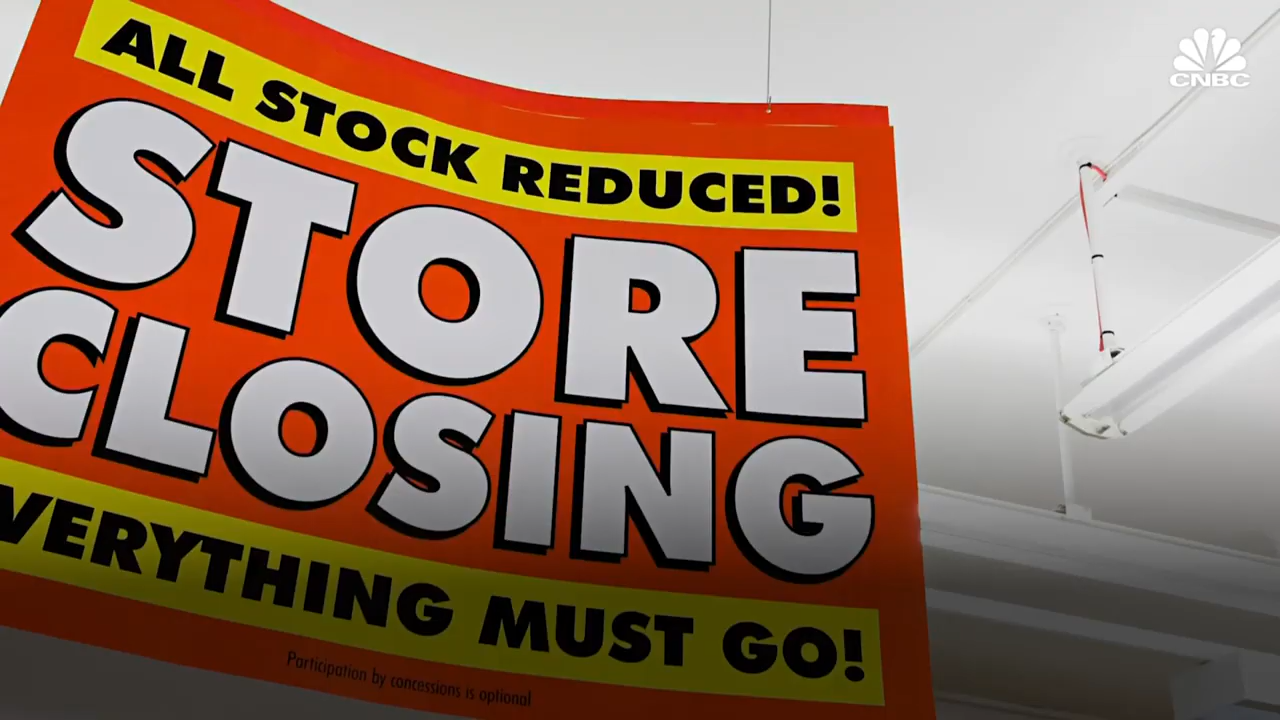 CNBC
ALL STOCK REDUCED!
STORE
CLOSING
VERYTHING MUST GO!
Participation by concessions is optional